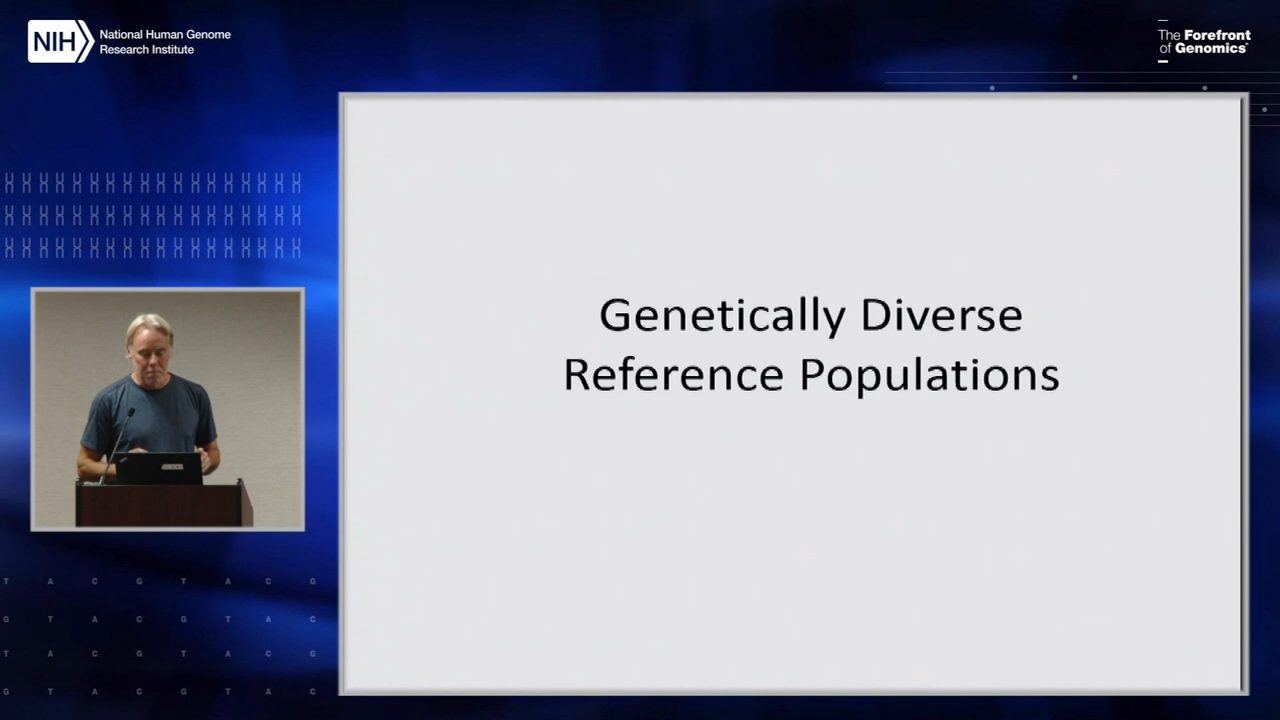 NIH National Human Genome
Research Institute
The Forefront
of Genomics®
Genetically Diverse
Reference Populations
T A C G T A C G
G T A C G T A C
T A C G T A C G
G T A C G T A C